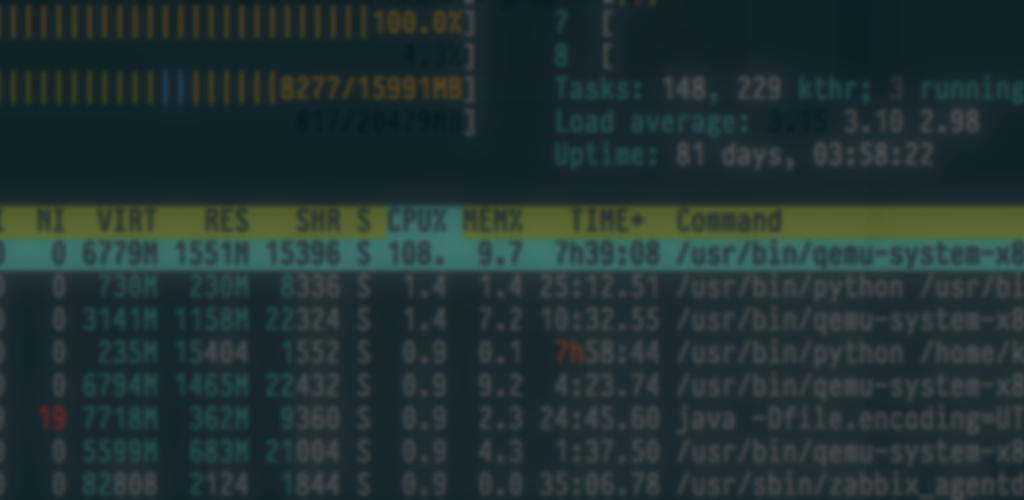 ||||||||||||||||||||||||100.0%] 7 [
4.3%] 8 [
||||||||||||||||||8277/15991MB] Tasks: 148, 229 kthr; 3 running
817/20479MB] Load average: 3.15 3.10 2.98
Uptime: 81 days, 03:58:22
NI VIRT RES SHR S CPU% MEM% TIME+ Command
0 0 6779M 1551M 15396 S 108. 9.7 7h39:08 /usr/bin/qemu-system-x8
0 0 730M 230M 8336 S 1.4 1.4 25:12.51 /usr/bin/python /usr/bi
0 0 3141M 1158M 22324 S 1.4 7.2 10:32.55 /usr/bin/qemu-system-x8
0 0 235M 15404 1552 S 0.9 0.1 7h58:44 /usr/bin/python /home/k
0 0 6794M 1465M 22432 S 0.9 9.2 4:23.74 /usr/bin/qemu-system-x8
0 19 7718M 362M 9360 S 0.9 2.3 24:45.60 java -Dfile.encoding=UT
0 0 5599M 683M 21004 S 0.9 4.3 1:37.50 /usr/bin/qemu-system-x8
0 0 82808 2124 1844 S 0.9 0.0 35:06.78 /usr/sbin/zabbix_agentd